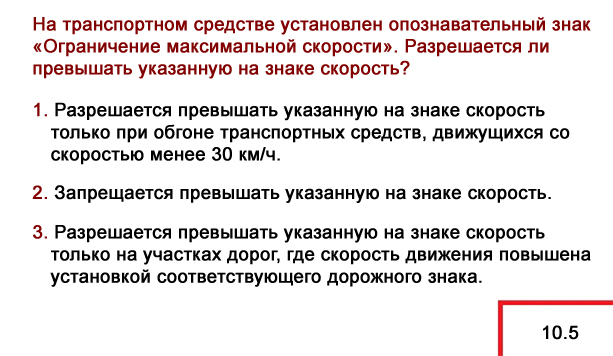 На транспортном средстве установлен опознавательный знак
«Ограничение максимальной скорости». Разрешается ли
превышать указанную на знаке скорость?
1. Разрешается превышать указанную на знаке скорость
только при обгоне транспортных средств, движущихся со
скоростью менее 30 км/ч.
2. Запрещается превышать указанную на знаке скорость.
3. Разрешается превышать указанную на знаке скорость
только на участках дорог, где скорость движения повышена
установкой соответствующего дорожного знака.
10.5